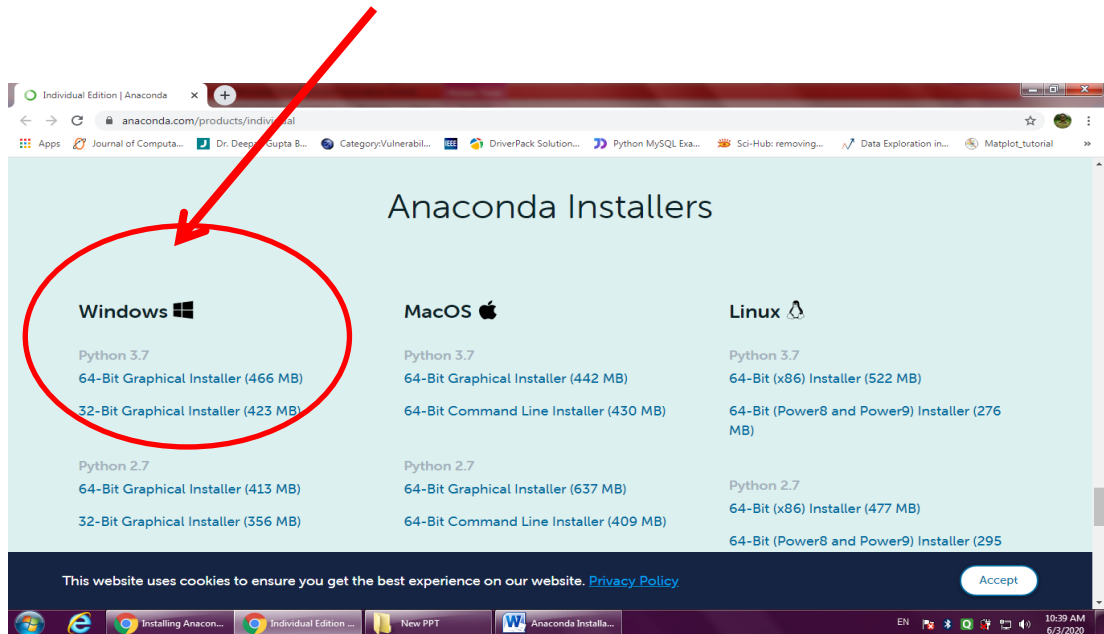 Individual Edition | Anaconda
anaconda.com/products/individual
Apps Journal of Computa... Dr. Deepak Gupta B... Category:Vulnerabil... IEEE DriverPack Solution... Python MySQL Exa... Sci-Hub: removing... Data Exploration in... Matplot_tutorial »
Anaconda Installers
Windows
Python 3.7
64-Bit Graphical Installer (466 MB)
32-Bit Graphical Installer (423 MB)
Python 2.7
64-Bit Graphical Installer (413 MB)
32-Bit Graphical Installer (356 MB)
MacOS
Python 3.7
64-Bit Graphical Installer (442 MB)
64-Bit Command Line Installer (430 MB)
Python 2.7
64-Bit Graphical Installer (637 MB)
64-Bit Command Line Installer (409 MB)
Linux
Python 3.7
64-Bit (x86) Installer (522 MB)
64-Bit (Power8 and Power9) Installer (276
MB)
Python 2.7
64-Bit (x86) Installer (477 MB)
64-Bit (Power8 and Power9) Installer (295
This website uses cookies to ensure you get the best experience on our website. Privacy Policy
Accept
Installing Anacon... Individual Edition ... New PPT Anaconda Installa... EN 10:39 AM
6/3/2020